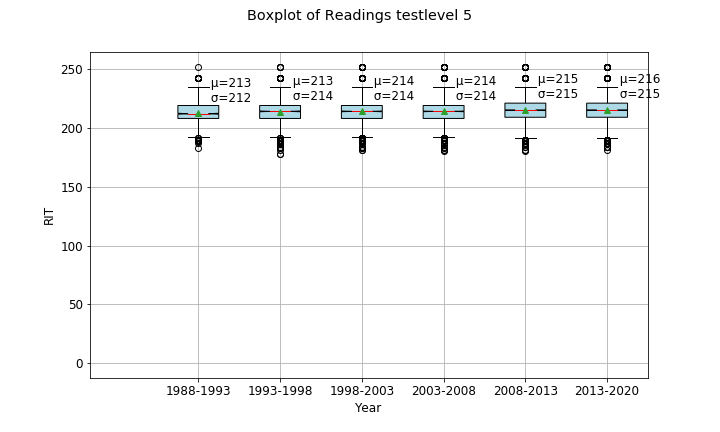 Boxplot of Readings testlevel 5
250
200
150
100
50
0
RIT
μ=213
σ=212
μ=213
σ=214
μ=214
σ=214
μ=214
σ=214
μ=215
σ=215
μ=216
σ=215
1988-1993 1993-1998 1998-2003 2003-2008 2008-2013 2013-2020
Year